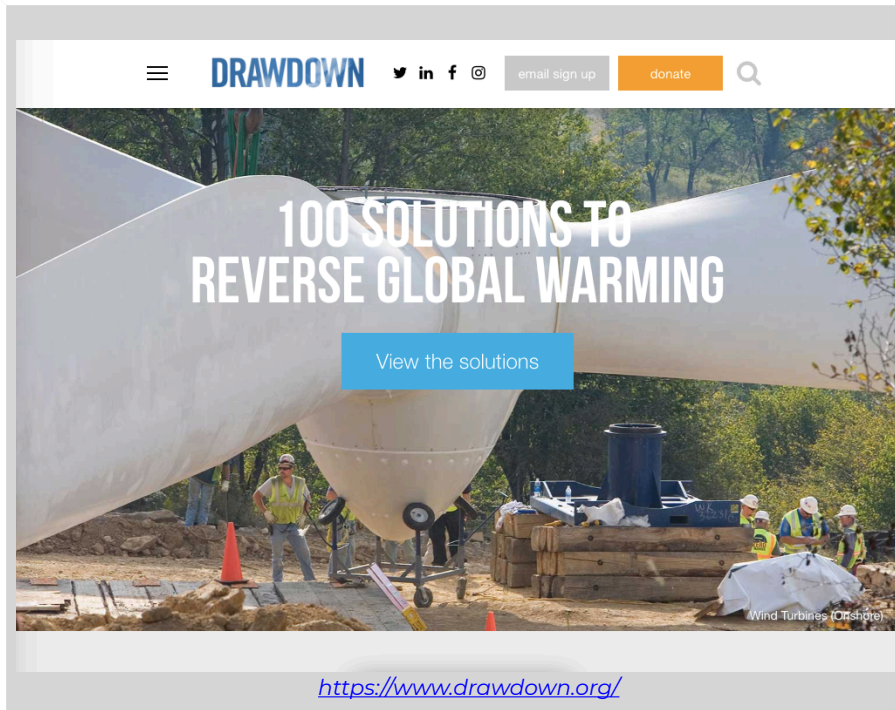 DRAWDOWN
email sign up
donate
100 SOLUTIONS TO
REVERSE GLOBAL WARMING
View the solutions
Wind Turbines (Onshore)
https://www.drawdown.org/